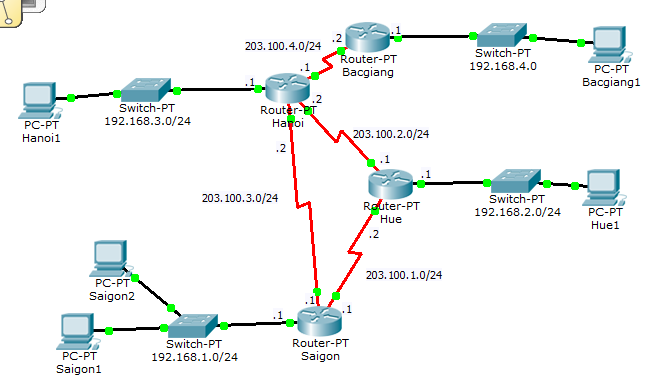 .1
Switch-PT
192.168.4.0
PC-PT
Bacgiang1
.2
Router-PT
Bacgiang
203.100.4.0/24
.1
.1
Router-PT
Hanoi
.2
.2
Switch-PT
192.168.3.0/24
PC-PT
Hanoi1
203.100.2.0/24
.1
.1
Router-PT
Hue
.2
Switch-PT
192.168.2.0/24
PC-PT
Hue1
203.100.3.0/24
203.100.1.0/24
PC-PT
Saigon2
.1
.1
.1
Router-PT
Saigon
Switch-PT
192.168.1.0/24
PC-PT
Saigon1